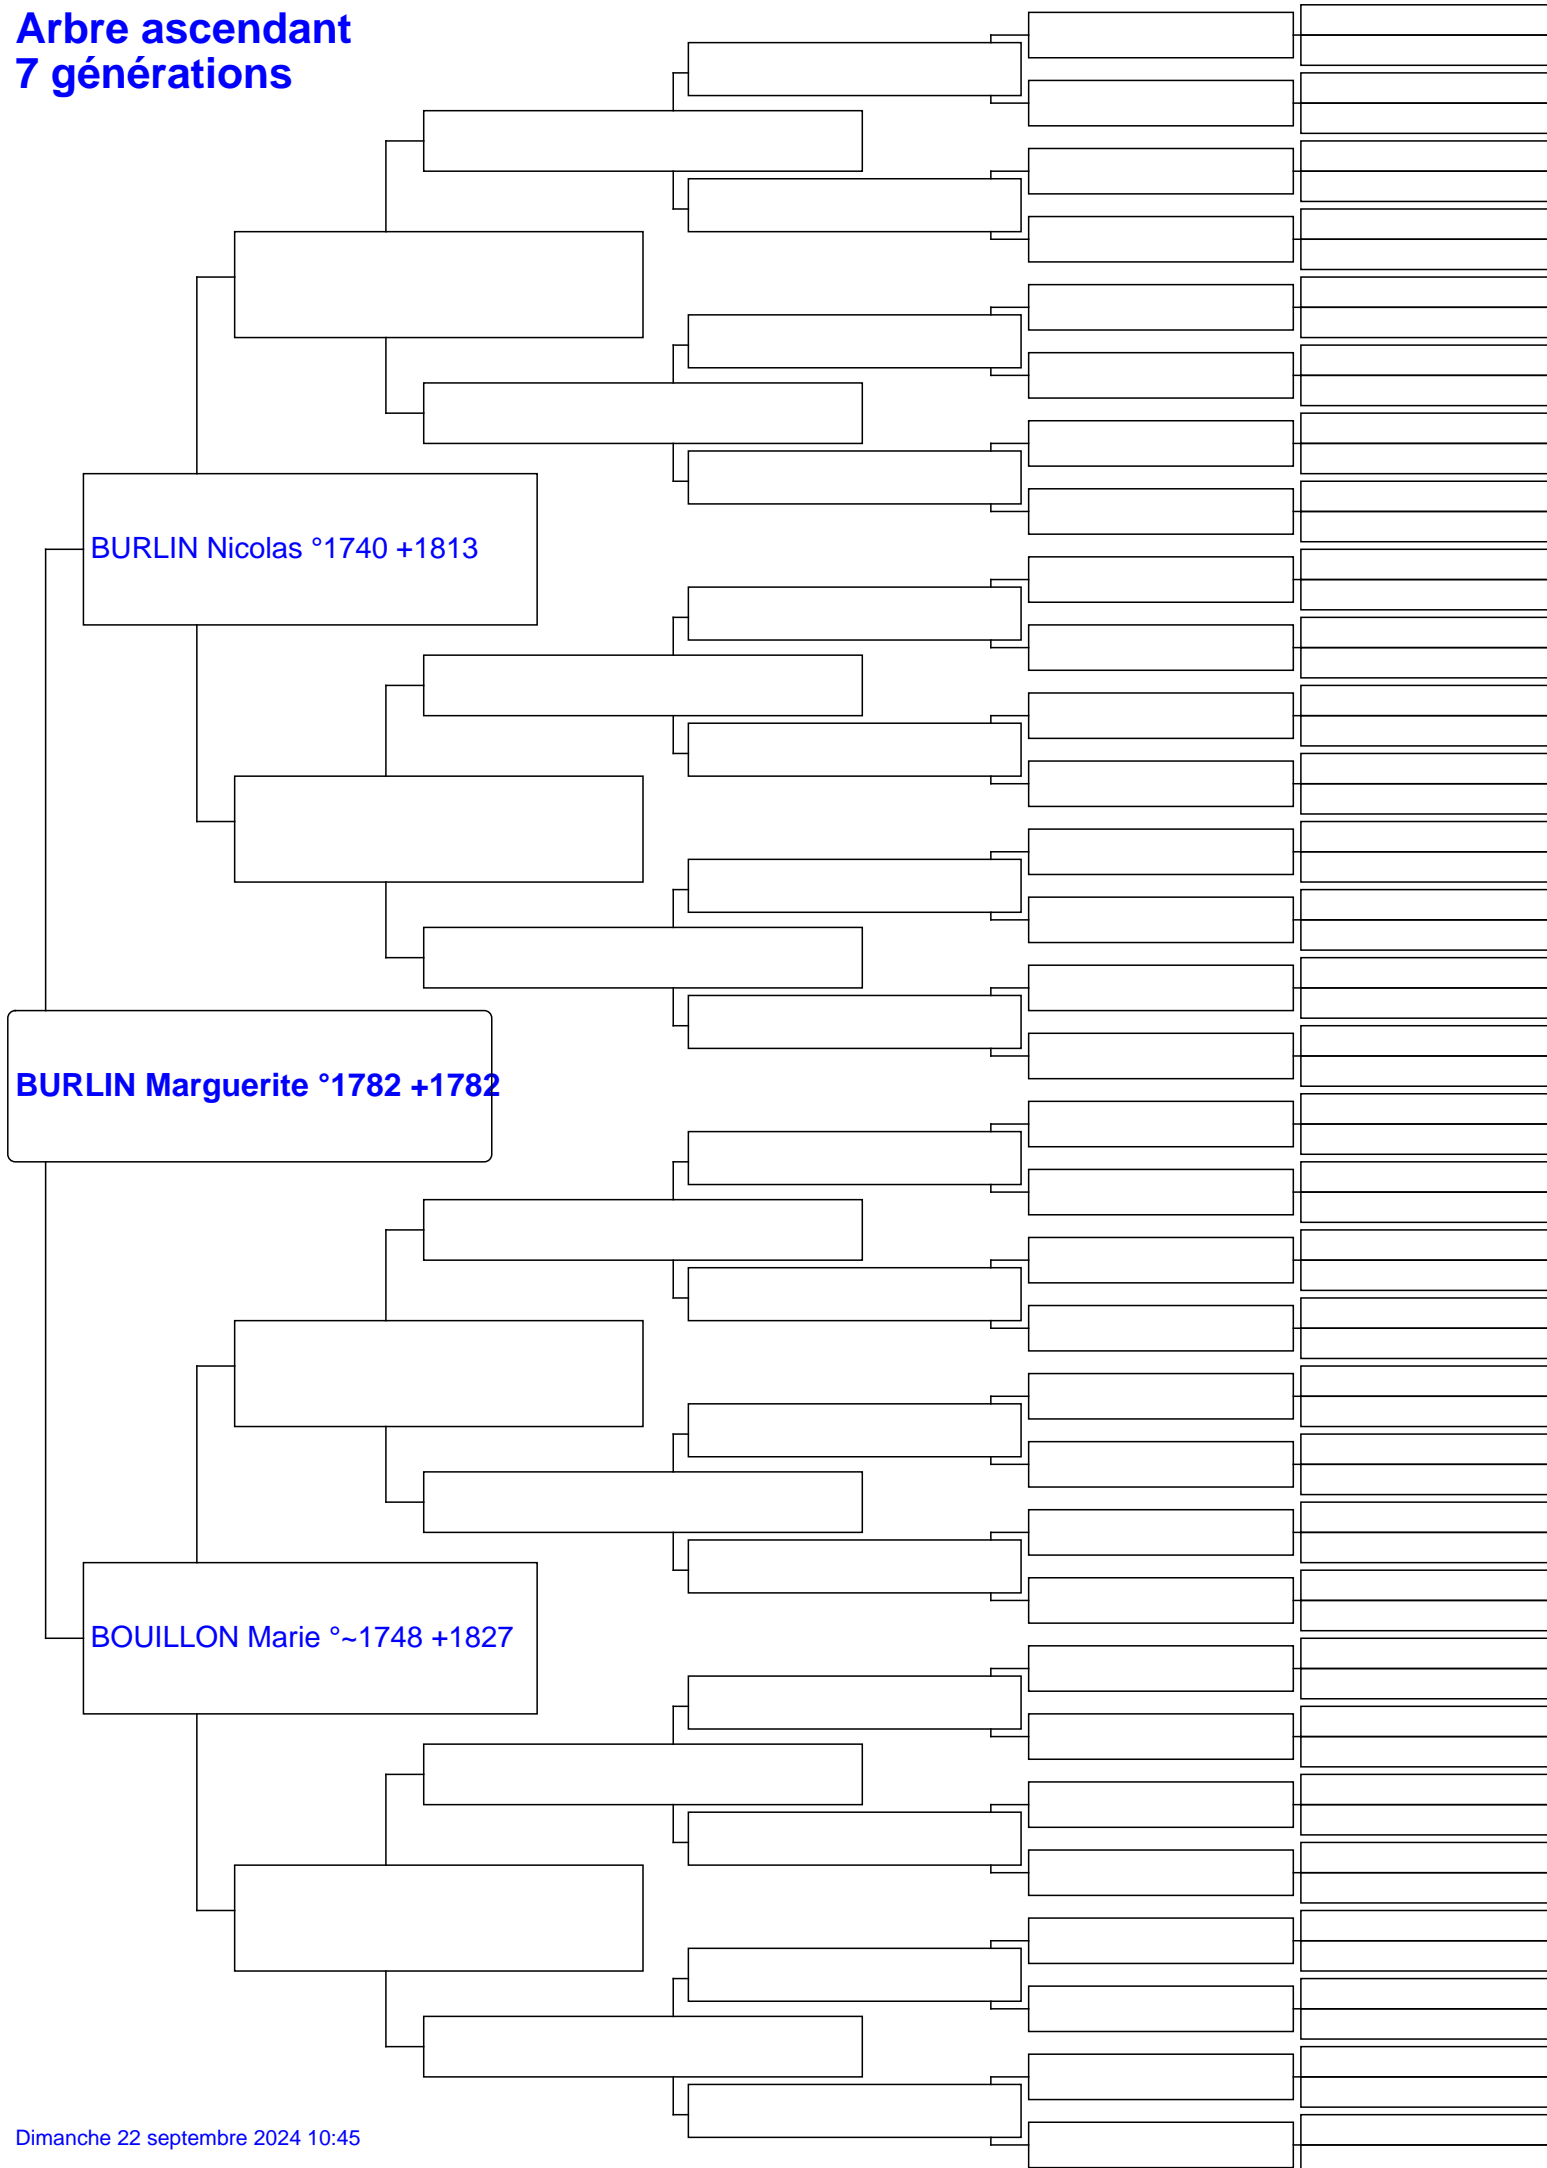 Arbre ascendant
7 générations
BURLIN Nicolas °1740 +1813
BURLIN Marguerite °1782 +1782
BOUILLON Marie °~1748 +1827
Dimanche 22 septembre 2024 10:45